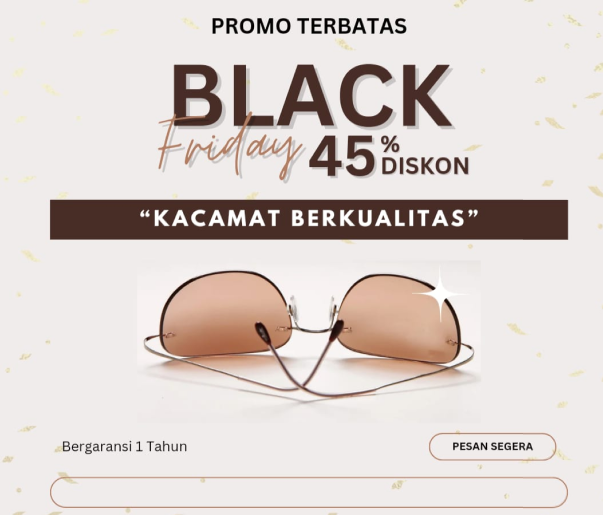 PROMO TERBATAS
BLACK
Friday 45% DISKON
“KACAMAT BERKUALITAS”
Bergaransi 1 Tahun
PESAN SEGERA